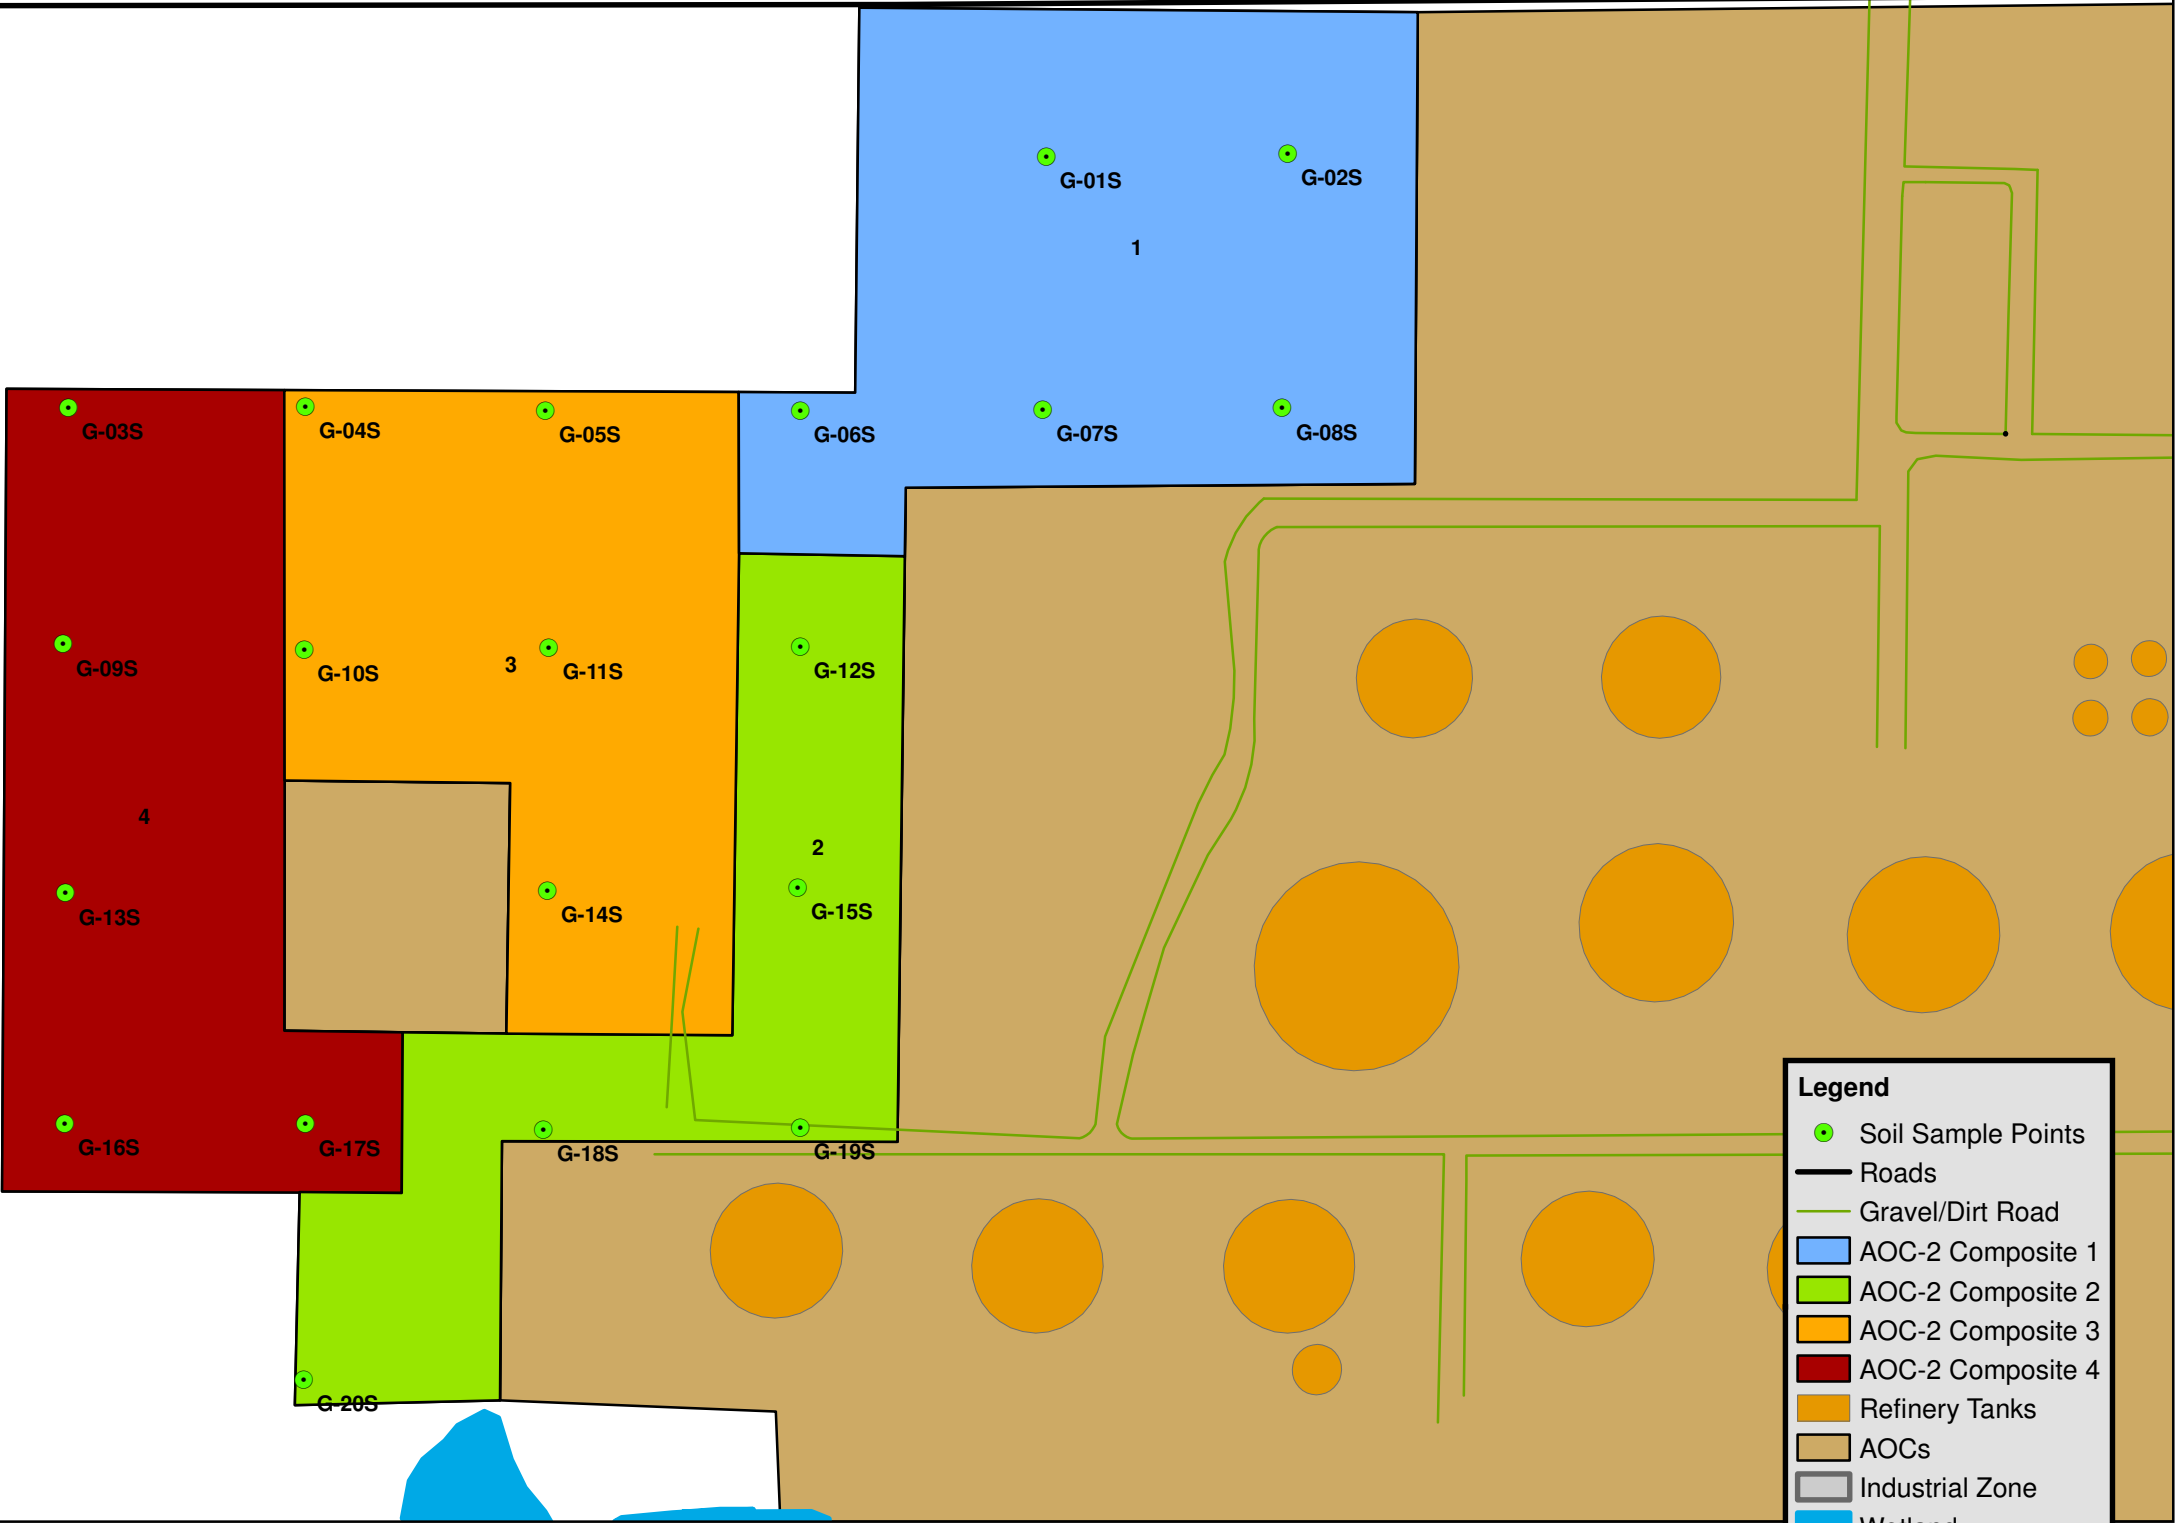 G-01S
G-02S
1
G-03S
G-04S
G-05S
G-06S
G-07S
G-08S
G-09S
G-10S
3
G-11S
G-12S
4
2
G-13S
G-14S
G-15S
G-16S
G-17S
G-18S
G-19S
G-20S
Legend
Soil Sample Points
Roads
Gravel/Dirt Road
AOC-2 Composite 1
AOC-2 Composite 2
AOC-2 Composite 3
AOC-2 Composite 4
Refinery Tanks
AOCs
Industrial Zone
Wetland